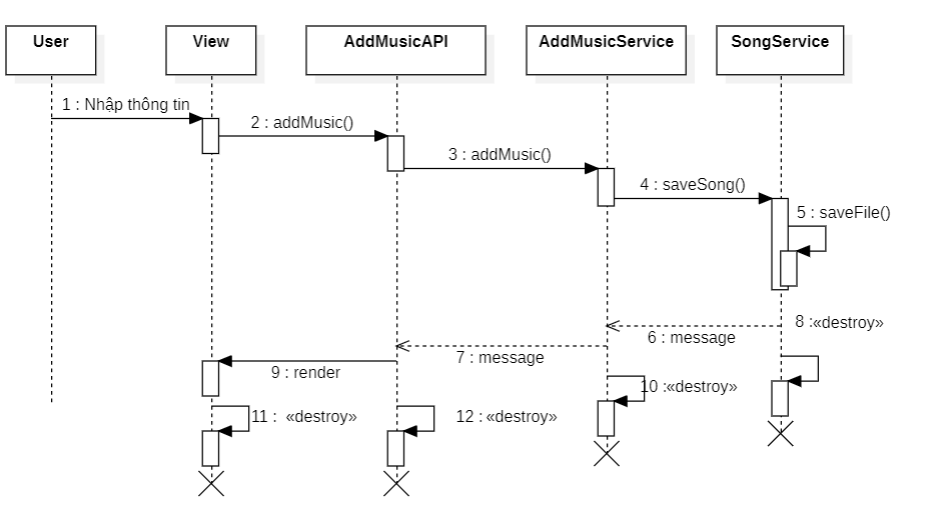 User
View
AddMusicAPI
AddMusicService
SongService
1 : Nhập thông tin
2 : addMusic()
3 : addMusic()
4 : saveSong()
5 : saveFile()
8 :«destroy»
6 : message
7 : message
9 : render
10 :«destroy»
11 : «destroy»
12 : «destroy»